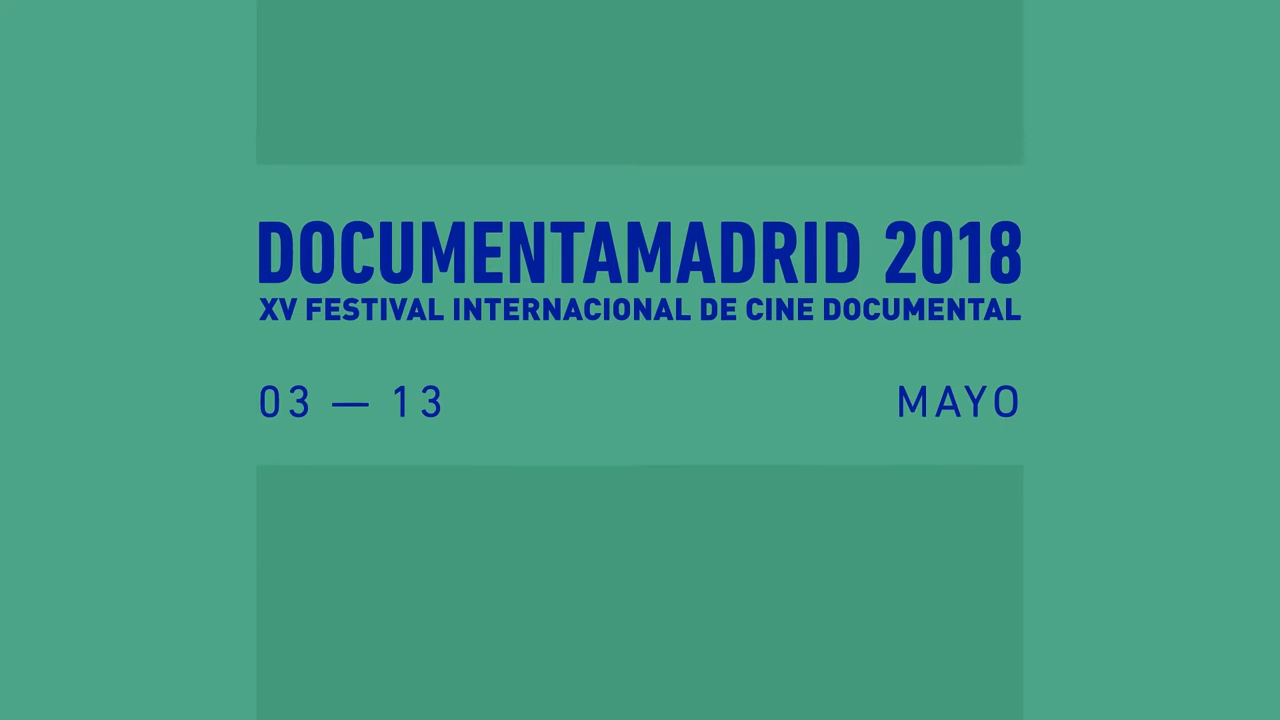 DOCUMENTAMADRID 2018
XV FESTIVAL INTERNACIONAL DE CINE DOCUMENTAL
03 — 13 MAYO